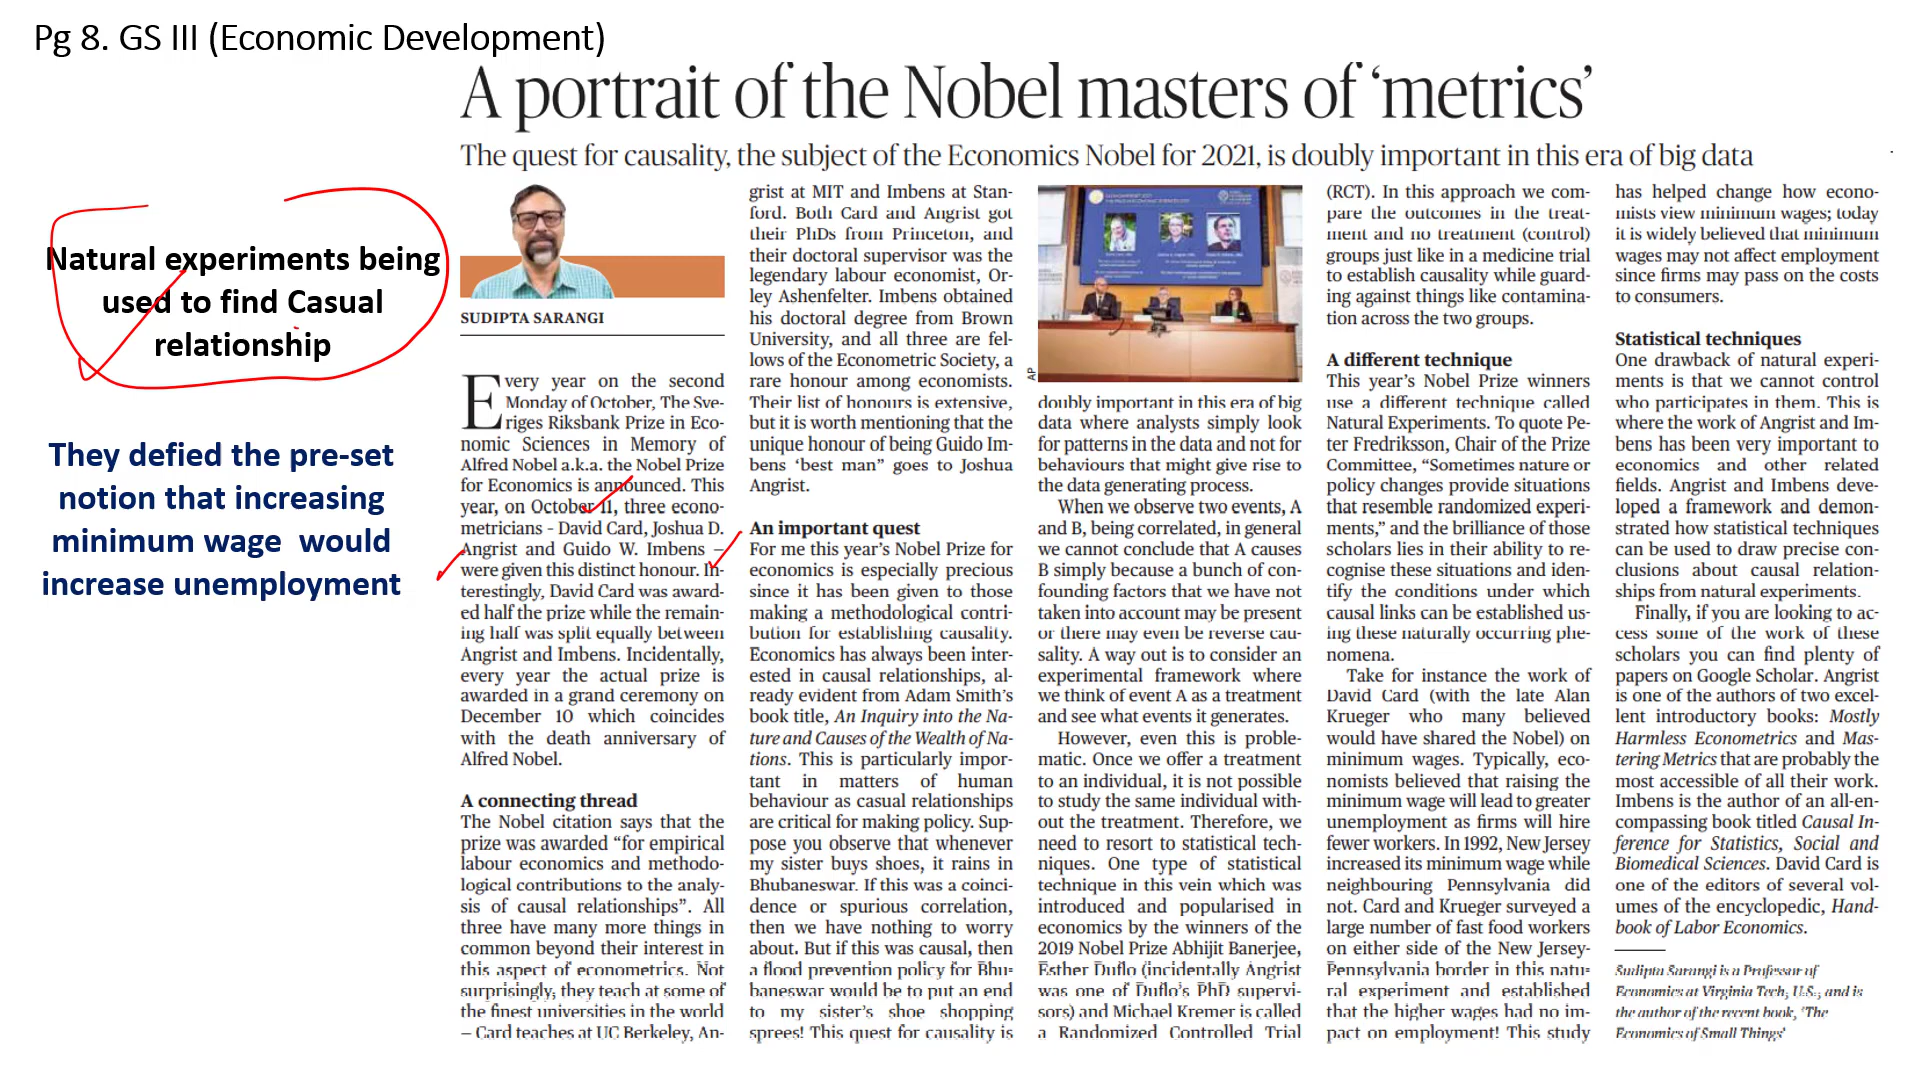 Pg 8. GS III (Economic Development)
A portrait of the Nobel masters of ‘metrics’
The quest for causality, the subject of the Economics Nobel for 2021, is doubly important in this era of big data
Natural experiments being
used to find Casual
relationship
They defied the pre-set
notion that increasing
minimum wage would
increase unemployment
SUDIPTA SARANGI
Every year on the second
Monday of October, The Sve-
riges Riksbank Prize in Eco-
nomic Sciences in Memory of
Alfred Nobel a.k.a. the Nobel Prize
for Economics is announced. This
year, on October 11, three econo-
metricians - David Card, Joshua D.
Angrist and Guido W. Imbens –
were given this distinct honour. In-
terestingly, David Card was award-
ed half the prize while the remain-
ing half was split equally between
Angrist and Imbens. Incidentally,
every year the actual prize is
awarded in a grand ceremony on
December 10 which coincides
with the death anniversary of
Alfred Nobel.
A connecting thread
The Nobel citation says that the
prize was awarded “for empirical
labour economics and methodo-
logical contributions to the analy-
sis of causal relationships”. All
three have many more things in
common beyond their interest in
this aspect of econometrics. Not
surprisingly, they teach at some of
the finest universities in the world
– Card teaches at UC Berkeley, An-
grist at MIT and Imbens at Stan-
ford. Both Card and Angrist got
their PhDs from Princeton, and
their doctoral supervisor was the
legendary labour economist, Or-
ley Ashenfelter. Imbens obtained
his doctoral degree from Brown
University, and all three are fel-
lows of the Econometric Society, a
rare honour among economists.
Their list of honours is extensive,
but it is worth mentioning that the
unique honour of being Guido Im-
bens ‘best man” goes to Joshua
Angrist.
An important quest
For me this year’s Nobel Prize for
economics is especially precious
since it has been given to those
making a methodological contri-
bution for establishing causality.
Economics has always been inter-
ested in causal relationships, al-
ready evident from Adam Smith’s
book title, An Inquiry into the Na-
ture and Causes of the Wealth of Na-
tions. This is particularly impor-
tant in matters of human
behaviour as casual relationships
are critical for making policy. Sup-
pose you observe that whenever
my sister buys shoes, it rains in
Bhubaneswar. If this was a coinci-
dence or spurious correlation,
then we have nothing to worry
about. But if this was causal, then
a flood prevention policy for Bhu-
baneswar would be to put an end
to my sister’s shoe shopping
sprees! This quest for causality is
AP
doubly important in this era of big
data where analysts simply look
for patterns in the data and not for
behaviours that might give rise to
the data generating process.
When we observe two events, A
and B, being correlated, in general
we cannot conclude that A causes
B simply because a bunch of con-
founding factors that we have not
taken into account may be present
or there may even be reverse cau-
sality. A way out is to consider an
experimental framework where
we think of event A as a treatment
and see what events it generates.
However, even this is proble-
matic. Once we offer a treatment
to an individual, it is not possible
to study the same individual with-
out the treatment. Therefore, we
need to resort to statistical tech-
niques. One type of statistical
technique in this vein which was
introduced and popularised in
economics by the winners of the
2019 Nobel Prize Abhijit Banerjee,
Esther Duflo (incidentally Angrist
was one of Duflo’s PhD supervi-
sors) and Michael Kremer is called
a Randomized Controlled Trial
(RCT). In this approach we com-
pare the outcomes in the treat-
ment and no treatment (control)
groups just like in a medicine trial
to establish causality while guard-
ing against things like contamina-
tion across the two groups.
A different technique
This year’s Nobel Prize winners
use a different technique called
Natural Experiments. To quote Pe-
ter Fredriksson, Chair of the Prize
Committee, “Sometimes nature or
policy changes provide situations
that resemble randomized experi-
ments,” and the brilliance of those
scholars lies in their ability to re-
cognise these situations and iden-
tify the conditions under which
causal links can be established us-
ing these naturally occurring phe-
nomena.
Take for instance the work of
David Card (with the late Alan
Krueger who many believed
would have shared the Nobel) on
minimum wages. Typically, eco-
nomists believed that raising the
minimum wage will lead to greater
unemployment as firms will hire
fewer workers. In 1992, New Jersey
increased its minimum wage while
neighbouring Pennsylvania did
not. Card and Krueger surveyed a
large number of fast food workers
on either side of the New Jersey-
Pennsylvania border in this natu-
ral experiment and established
that the higher wages had no im-
pact on employment! This study
has helped change how econo-
mists view minimum wages; today
it is widely believed that minimum
wages may not affect employment
since firms may pass on the costs
to consumers.
Statistical techniques
One drawback of natural experi-
ments is that we cannot control
who participates in them. This is
where the work of Angrist and Im-
bens has been very important to
economics and other related
fields. Angrist and Imbens deve-
loped a framework and demon-
strated how statistical techniques
can be used to draw precise con-
clusions about causal relation-
ships from natural experiments.
Finally, if you are looking to ac-
cess some of the work of these
scholars you can find plenty of
papers on Google Scholar. Angrist
is one of the authors of two excel-
lent introductory books: Mostly
Harmless Econometrics and Mas-
tering Metrics that are probably the
most accessible of all their work.
Imbens is the author of an all-en-
compassing book titled Causal In-
ference for Statistics, Social and
Biomedical Sciences. David Card is
one of the editors of several vol-
umes of the encyclopedic, Hand-
book of Labor Economics.
Sudipta Sarangi is a Professor of
Economics at Virginia Tech, U.S., and is
the author of the recent book, ‘The
Economics of Small Things’